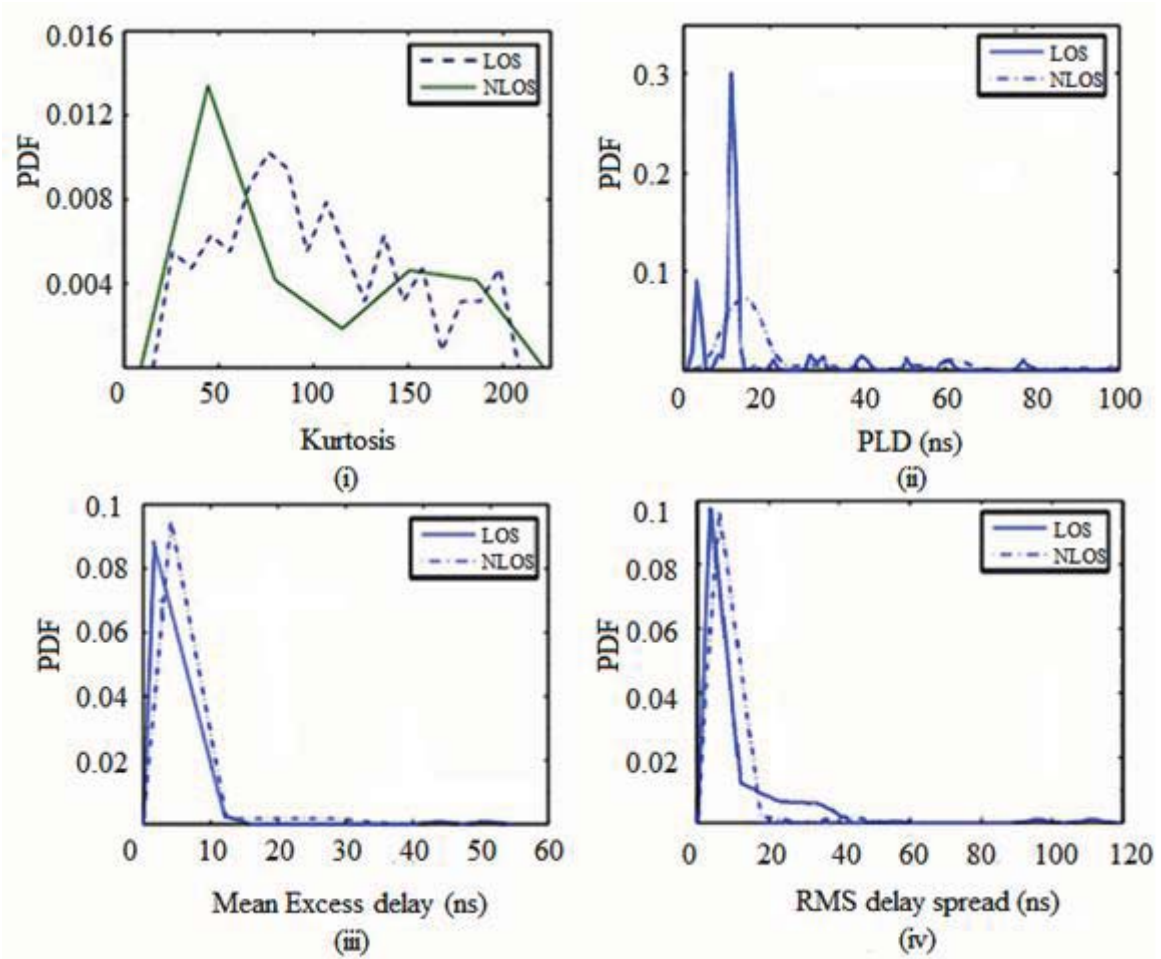 0.016
0.012
0.008
0.004
PDF
LOS
NLOS
0 50 100 150 200
Kurtosis
(i)
0.3
0.2
0.1
PDF
LOS
NLOS
0 20 40 60 80 100
PLD (ns)
(ii)
0.1
0.08
0.06
0.04
0.02
PDF
LOS
NLOS
0 10 20 30 40 50 60
Mean Excess delay (ns)
(iii)
0.1
0.08
0.06
0.04
0.02
PDF
LOS
NLOS
0 20 40 60 80 100 120
RMS delay spread (ns)
(iv)